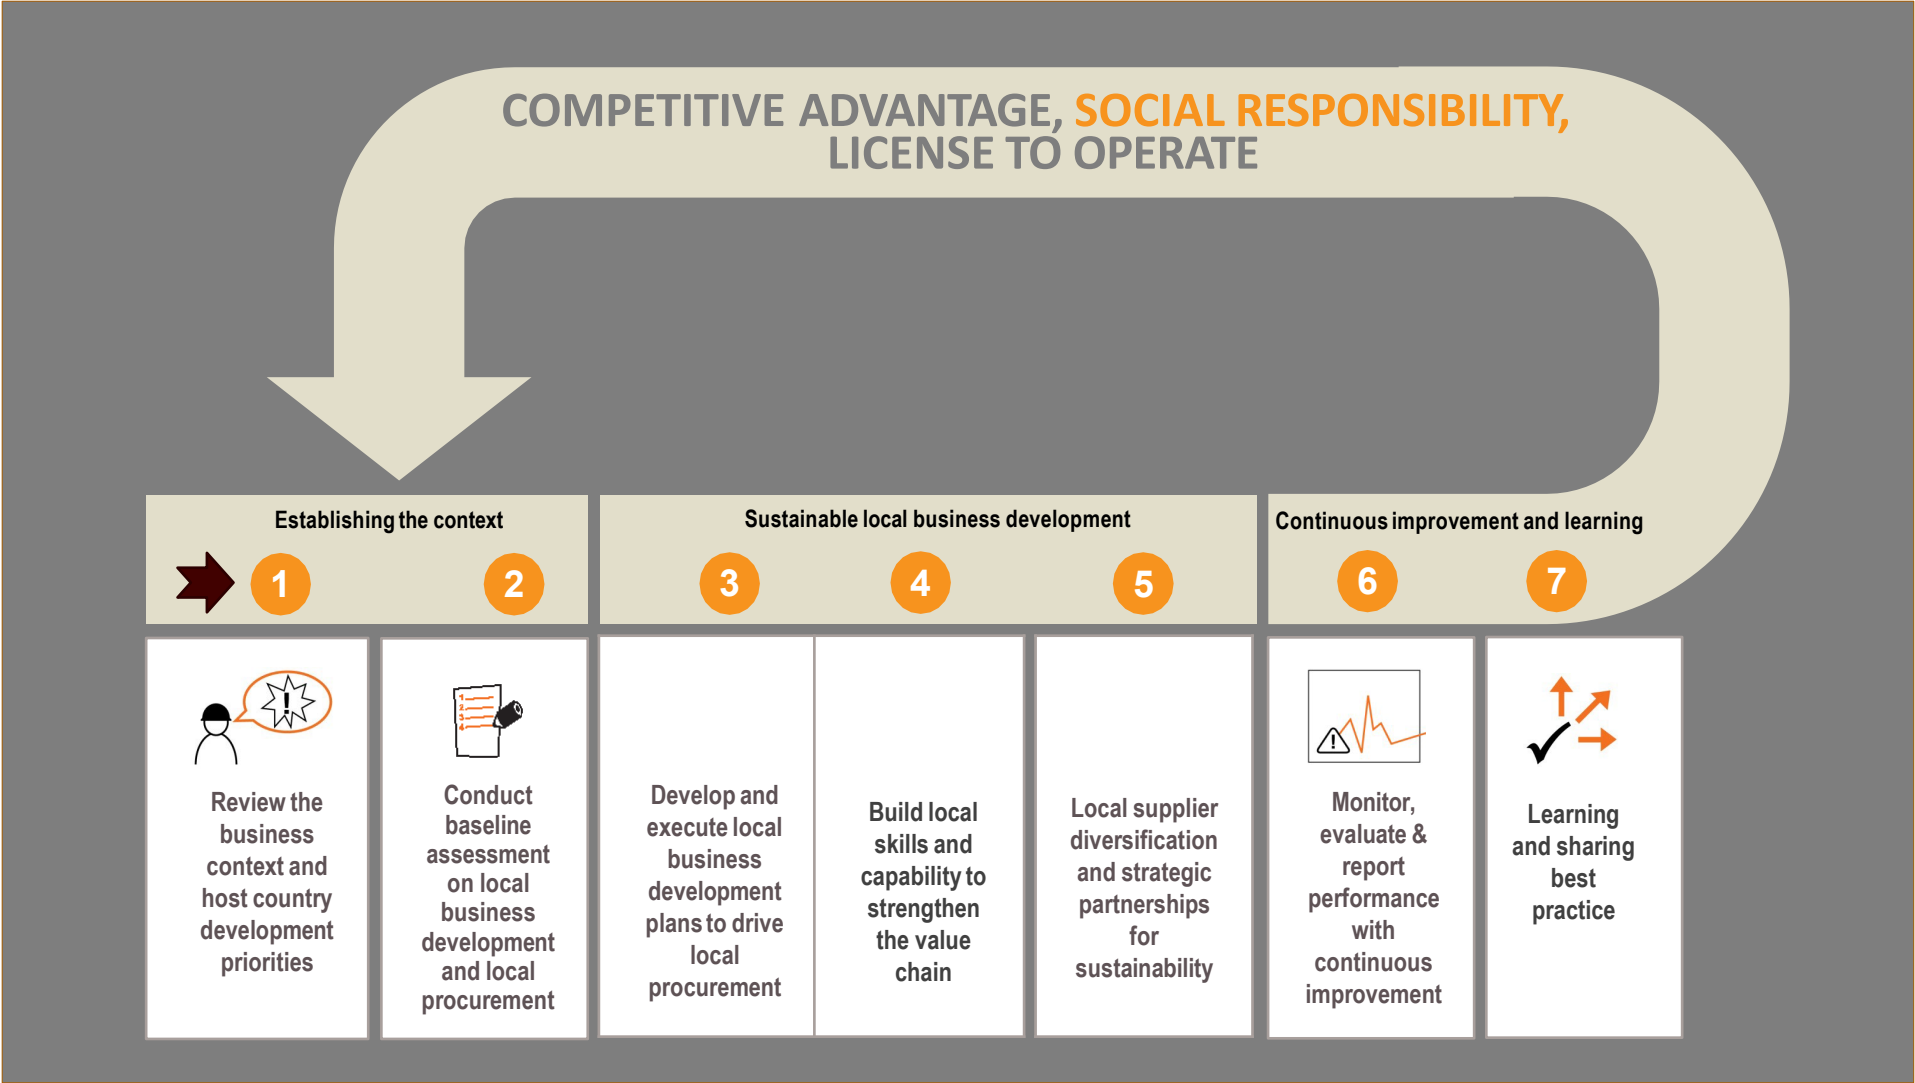 COMPETITIVE ADVANTAGE, SOCIAL RESPONSIBILITY,
LICENSE TO OPERATE
Establishing the context
1
2
Sustainable local business development
3
4
5
Continuous improvement and learning
6
7
!
Review the
business
context and
host country
development
priorities
1.
2.
3.
4.
Conduct
baseline
assessment
on local
business
development
and local
procurement
Develop and
execute local
business
development
plans to drive
local
procurement
Build local
skills and
capability to
strengthen
the value
chain
Local supplier
diversification
and strategic
partnerships
for
sustainability
!
Monitor,
evaluate &
report
performance
with
continuous
improvement
Learning
and sharing
best
practice